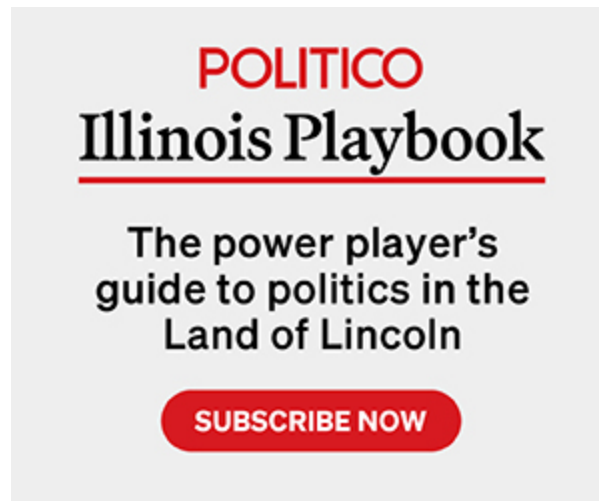 POLITICO
Illinois Playbook
The power player’s
guide to politics in the
Land of Lincoln
SUBSCRIBE NOW